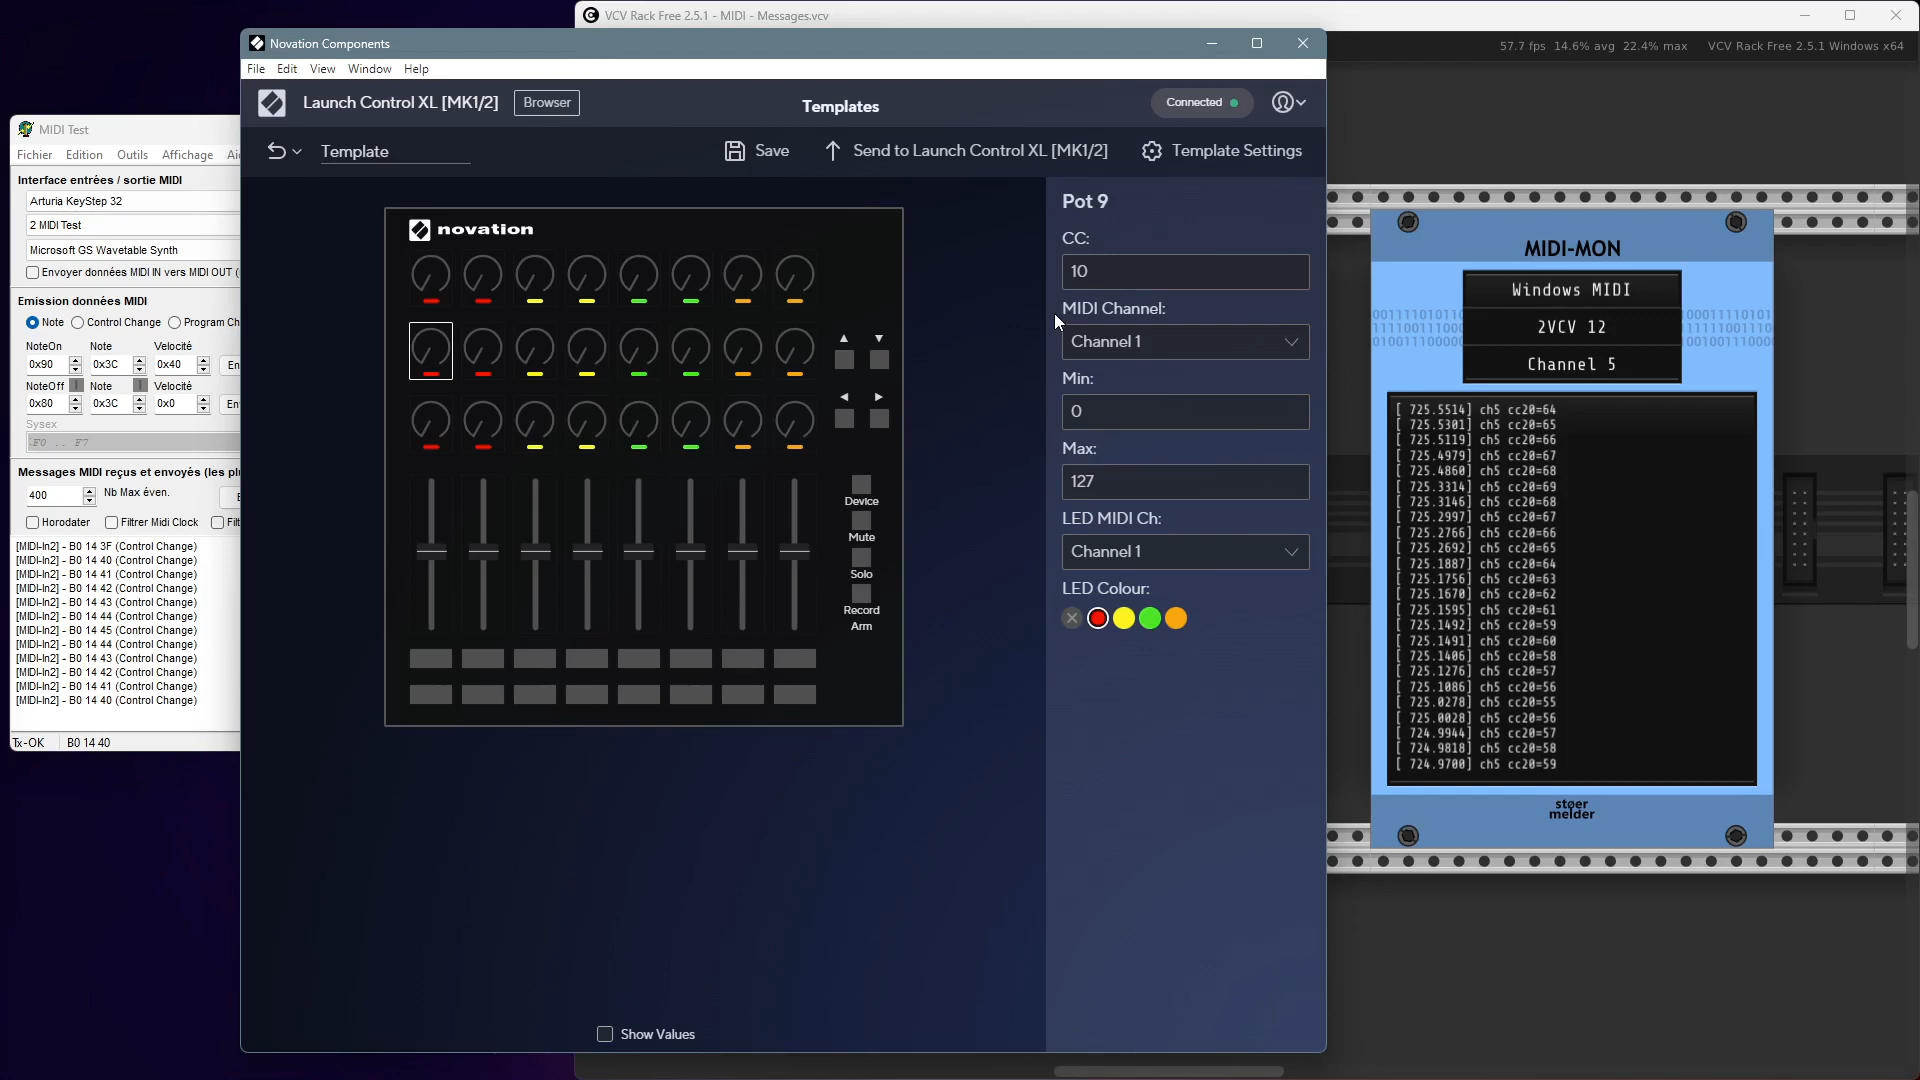 VCV Rack Free 2.5.1 - MIDI - Messages.vcv
57.7 fps 14.6% avg 22.4% max VCV Rack Free 2.5.1 Windows x64
Novation Components
File Edit View Window Help
Launch Control XL [MK1/2]
Browser
Templates
Connected
Template
Save
Send to Launch Control XL [MK1/2]
Template Settings
MIDI Test
Fichier Edition Outils Affichage Ai
Interface entrées / sortie MIDI
Arturia KeyStep 32
2 MIDI Test
Microsoft GS Wavetable Synth
Envoyer données MIDI IN vers MIDI OUT (
Emission données MIDI
Note Control Change Program Ch
NoteOn Note Velocité
0x90 0x3C 0x40 En
NoteOff Note Velocité
0x80 0x3C 0x0 En
Sysex
F0 .. F7
Messages MIDI reçus et envoyés (les pl
400 Nb Max éven.
Horodater Filtrer Midi Clock Filt
[MIDI-In2] - B0 14 3F (Control Change)
[MIDI-In2] - B0 14 40 (Control Change)
[MIDI-In2] - B0 14 41 (Control Change)
[MIDI-In2] - B0 14 42 (Control Change)
[MIDI-In2] - B0 14 43 (Control Change)
[MIDI-In2] - B0 14 44 (Control Change)
[MIDI-In2] - B0 14 45 (Control Change)
[MIDI-In2] - B0 14 44 (Control Change)
[MIDI-In2] - B0 14 43 (Control Change)
[MIDI-In2] - B0 14 42 (Control Change)
[MIDI-In2] - B0 14 41 (Control Change)
[MIDI-In2] - B0 14 40 (Control Change)
Tx-OK B0 14 40
novation
Device
Mute
Solo
Record
Arm
Show Values
Pot 9
CC:
10
MIDI Channel:
Channel 1
Min:
0
Max:
127
LED MIDI Ch:
Channel 1
LED Colour:
MIDI-MON
Windows MIDI
2VCV 12
Channel 5
[ 725.5514] ch5 cc20=64
[ 725.5301] ch5 cc20=65
[ 725.5119] ch5 cc20=66
[ 725.4979] ch5 cc20=67
[ 725.4860] ch5 cc20=68
[ 725.3314] ch5 cc20=69
[ 725.3146] ch5 cc20=68
[ 725.2997] ch5 cc20=67
[ 725.2766] ch5 cc20=66
[ 725.2692] ch5 cc20=65
[ 725.1887] ch5 cc20=64
[ 725.1756] ch5 cc20=63
[ 725.1670] ch5 cc20=62
[ 725.1595] ch5 cc20=61
[ 725.1492] ch5 cc20=59
[ 725.1491] ch5 cc20=60
[ 725.1406] ch5 cc20=58
[ 725.1276] ch5 cc20=57
[ 725.1086] ch5 cc20=56
[ 725.0278] ch5 cc20=55
[ 725.0028] ch5 cc20=56
[ 724.9944] ch5 cc20=57
[ 724.9818] ch5 cc20=58
[ 724.9700] ch5 cc20=59
støer
melder